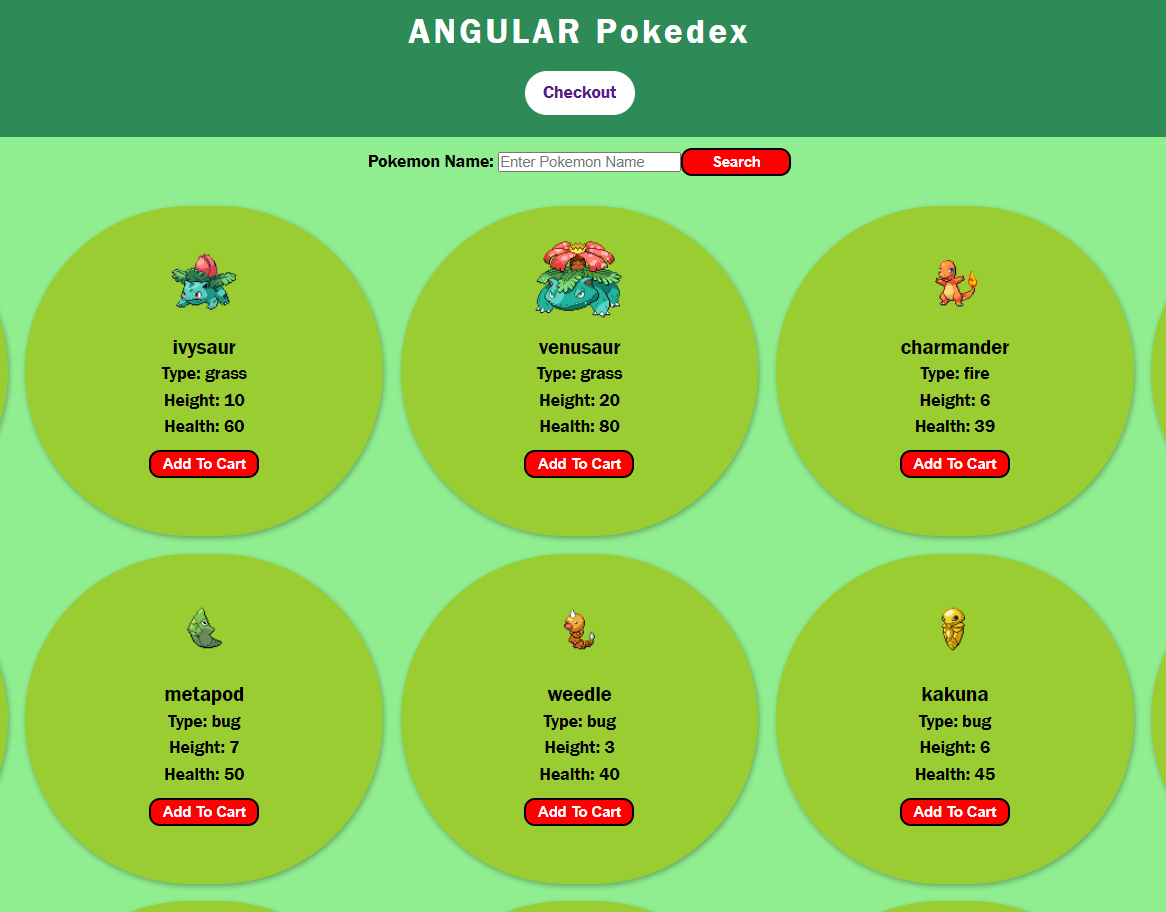 ANGULAR Pokedex
Checkout
Pokemon Name: Enter Pokemon Name Search
ivysaur
Type: grass
Height: 10
Health: 60
Add To Cart
venusaur
Type: grass
Height: 20
Health: 80
Add To Cart
charmander
Type: fire
Height: 6
Health: 39
Add To Cart
metapod
Type: bug
Height: 7
Health: 50
Add To Cart
weedle
Type: bug
Height: 3
Health: 40
Add To Cart
kakuna
Type: bug
Height: 6
Health: 45
Add To Cart